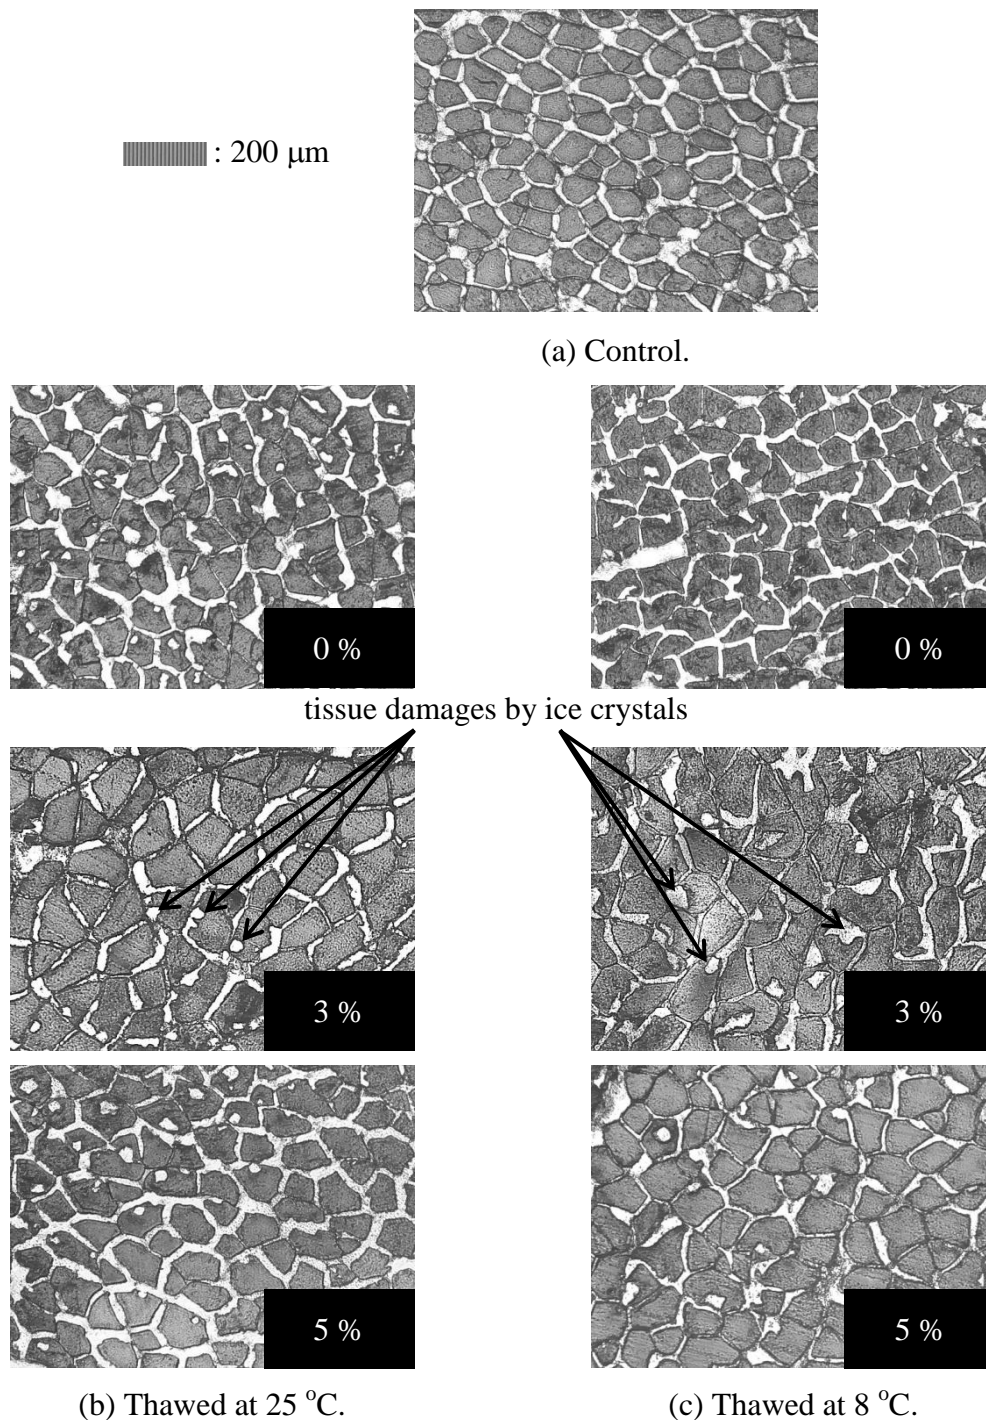 : 200 μm
(a) Control.
0 %
0 %
tissue damages by ice crystals
3 %
3 %
5 %
5 %
(b) Thawed at 25 °C.
(c) Thawed at 8 °C.